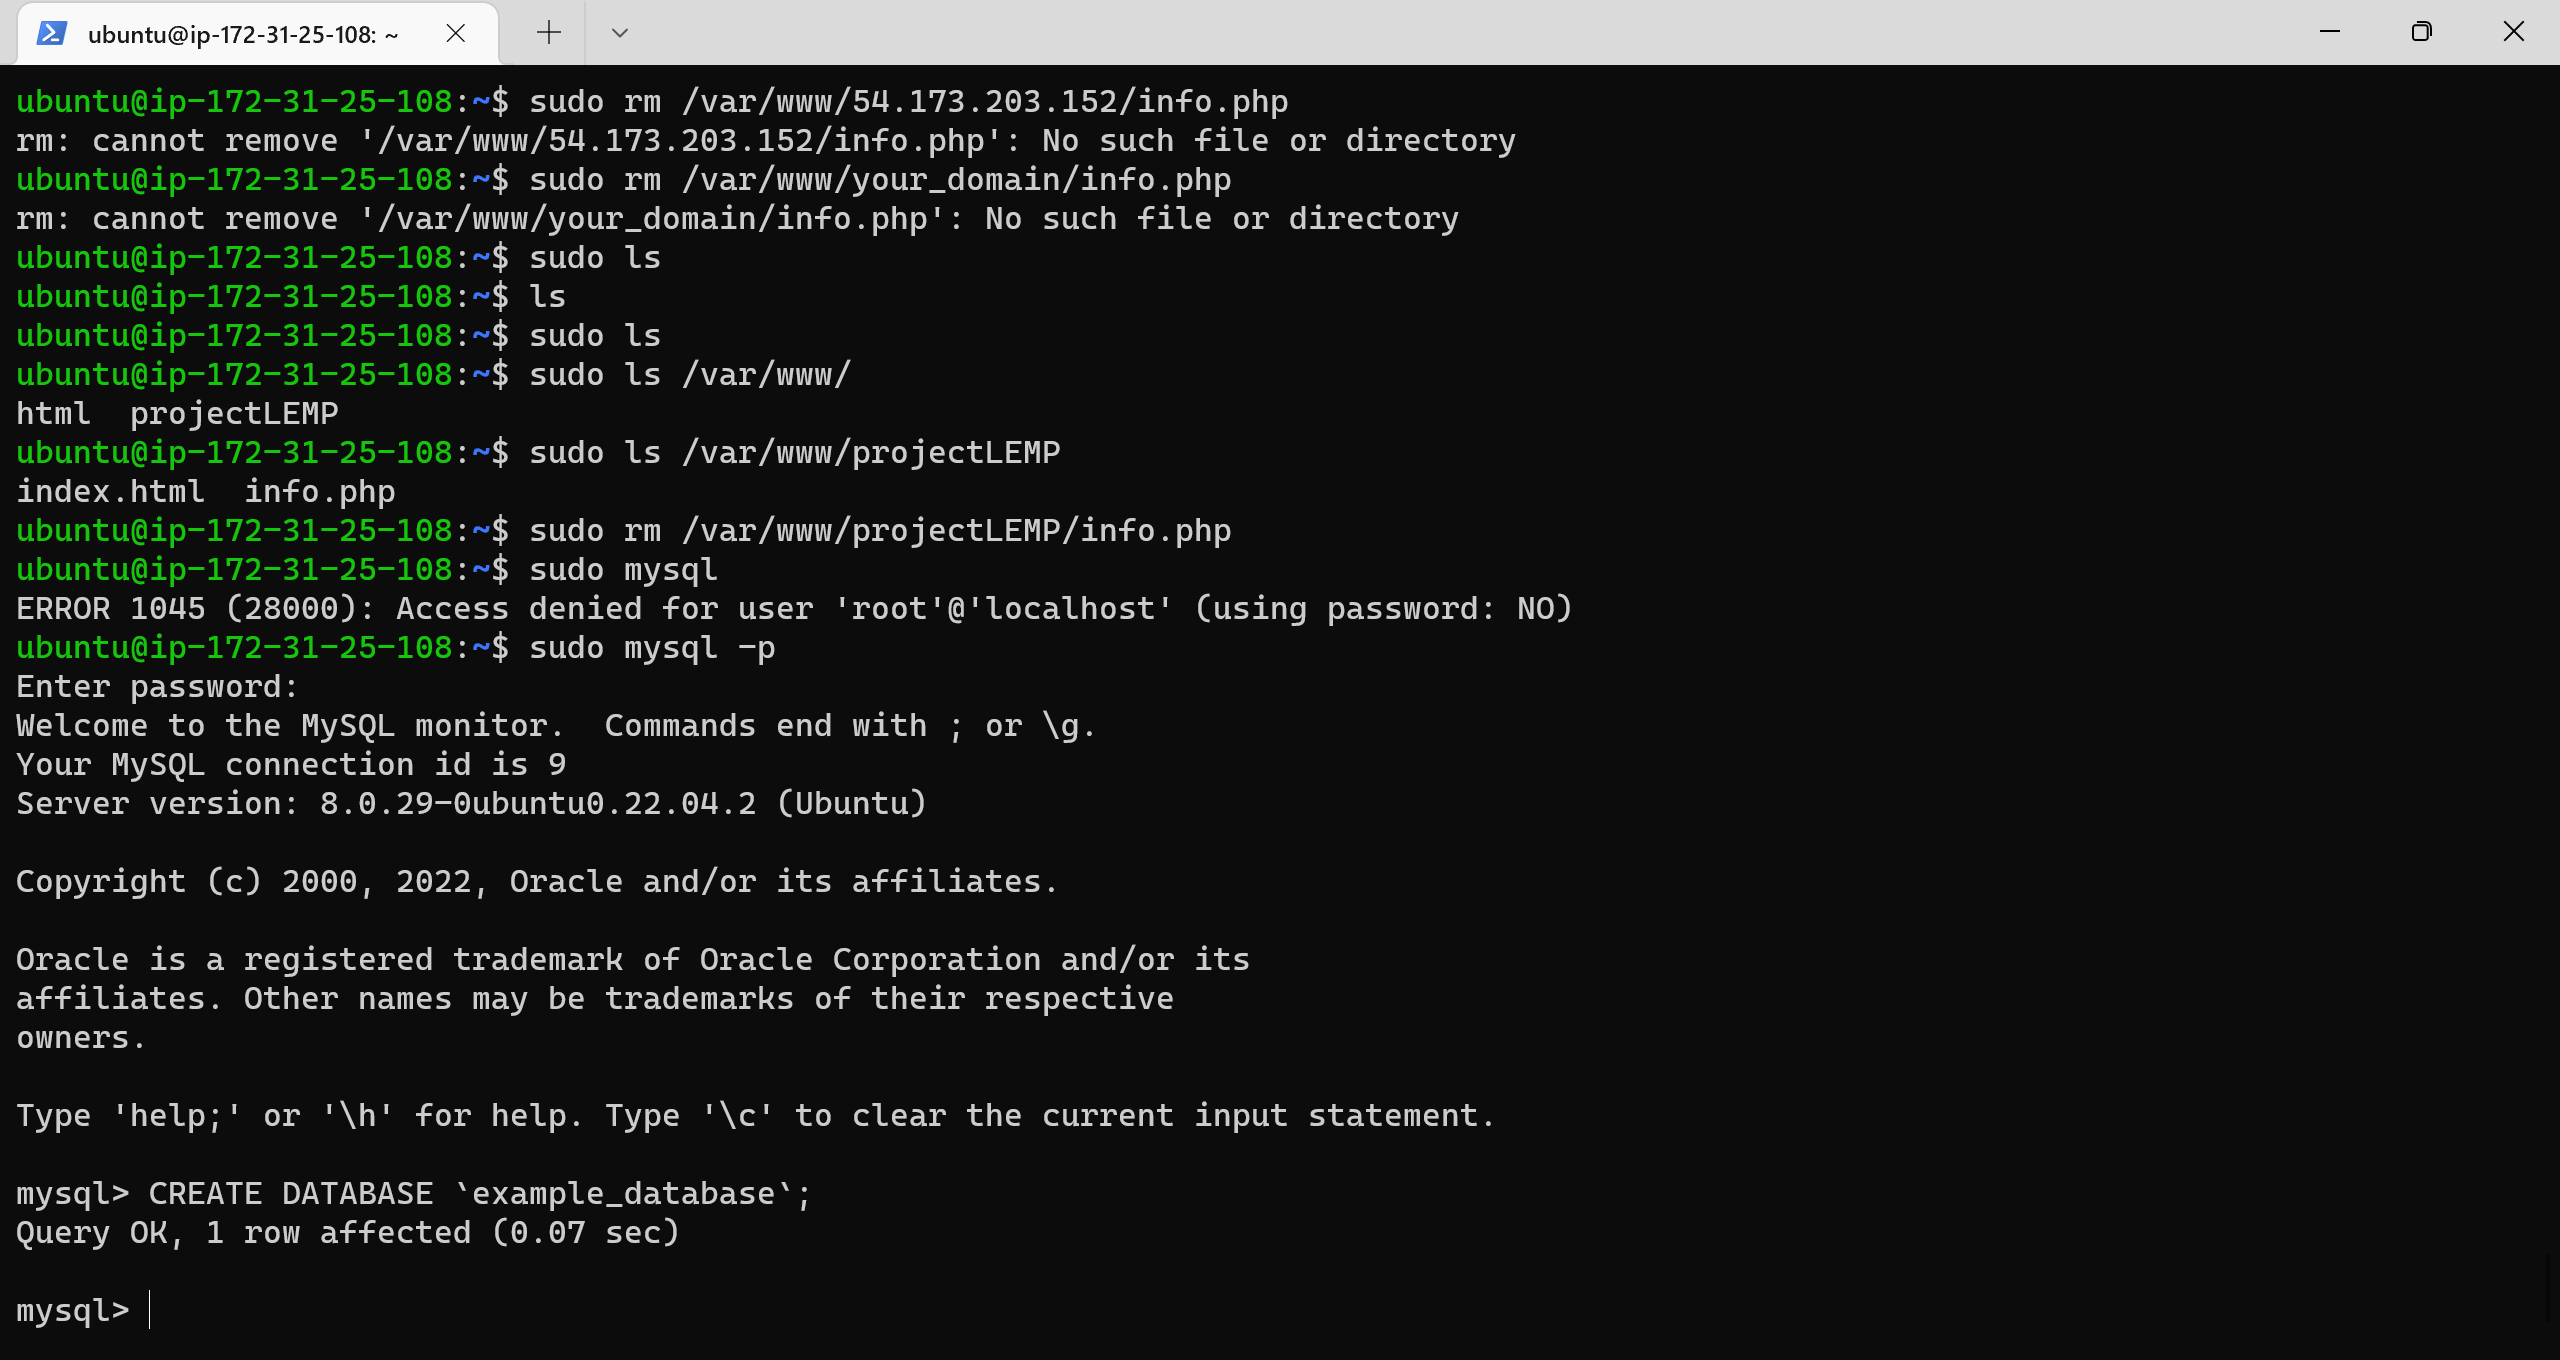 ubuntu@ip-172-31-25-108: ~
ubuntu@ip-172-31-25-108:~$ sudo rm /var/www/54.173.203.152/info.php
rm: cannot remove '/var/www/54.173.203.152/info.php': No such file or directory
ubuntu@ip-172-31-25-108:~$ sudo rm /var/www/your_domain/info.php
rm: cannot remove '/var/www/your_domain/info.php': No such file or directory
ubuntu@ip-172-31-25-108:~$ sudo ls
ubuntu@ip-172-31-25-108:~$ ls
ubuntu@ip-172-31-25-108:~$ sudo ls
ubuntu@ip-172-31-25-108:~$ sudo ls /var/www/
html  projectLEMP
ubuntu@ip-172-31-25-108:~$ sudo ls /var/www/projectLEMP
index.html  info.php
ubuntu@ip-172-31-25-108:~$ sudo rm /var/www/projectLEMP/info.php
ubuntu@ip-172-31-25-108:~$ sudo mysql
ERROR 1045 (28000): Access denied for user 'root'@'localhost' (using password: NO)
ubuntu@ip-172-31-25-108:~$ sudo mysql -p
Enter password:
Welcome to the MySQL monitor.  Commands end with ; or \g.
Your MySQL connection id is 9
Server version: 8.0.29-0ubuntu0.22.04.2 (Ubuntu)
Copyright (c) 2000, 2022, Oracle and/or its affiliates.
Oracle is a registered trademark of Oracle Corporation and/or its
affiliates. Other names may be trademarks of their respective
owners.
Type 'help;' or '\h' for help. Type '\c' to clear the current input statement.
mysql> CREATE DATABASE `example_database`;
Query OK, 1 row affected (0.07 sec)
mysql>